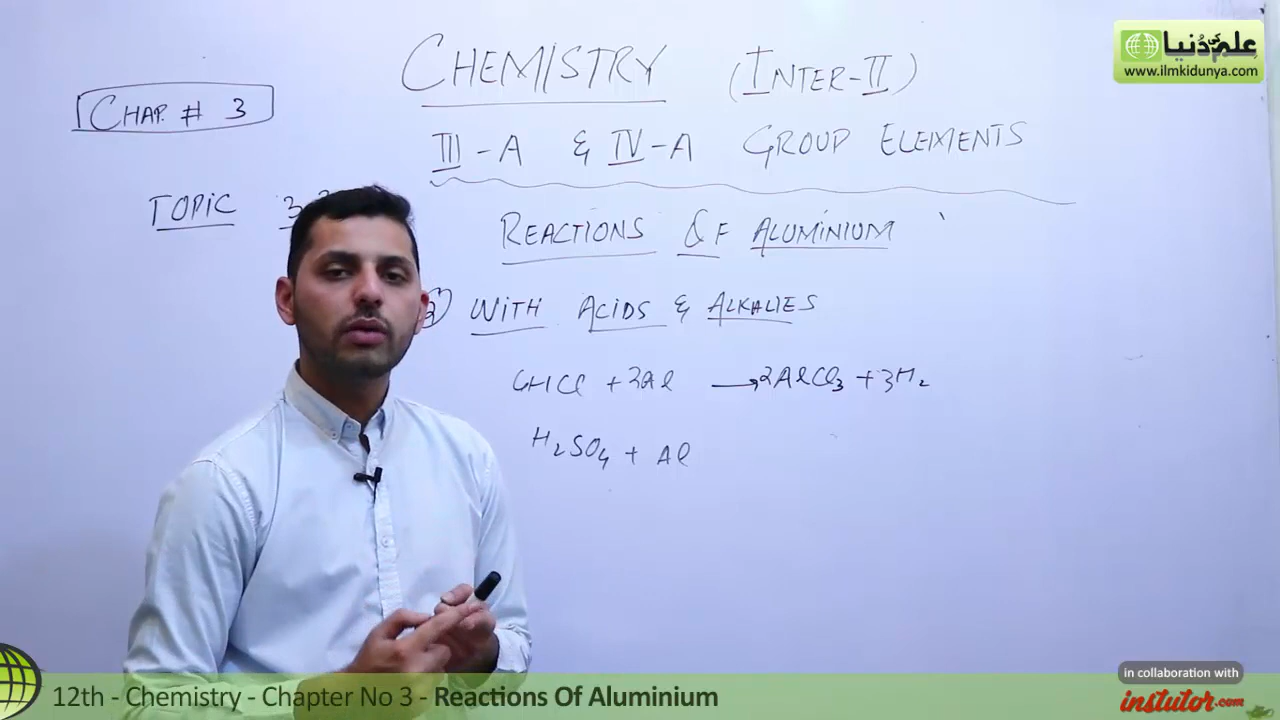 علم کی دُنیا
www.ilmkidunya.com
CHEMISTRY (INTER-II)
CHAP. # 3
III-A & IV-A GROUP ELEMENTS
TOPIC
REACTIONS OF ALUMINIUM
2) WITH ACIDS & ALKALIES
6HCl + 2Al → 2AlCl3 + 3H2
H2SO4 + Al
12th - Chemistry - Chapter No 3 - Reactions Of Aluminium
in collaboration with
instutor.com